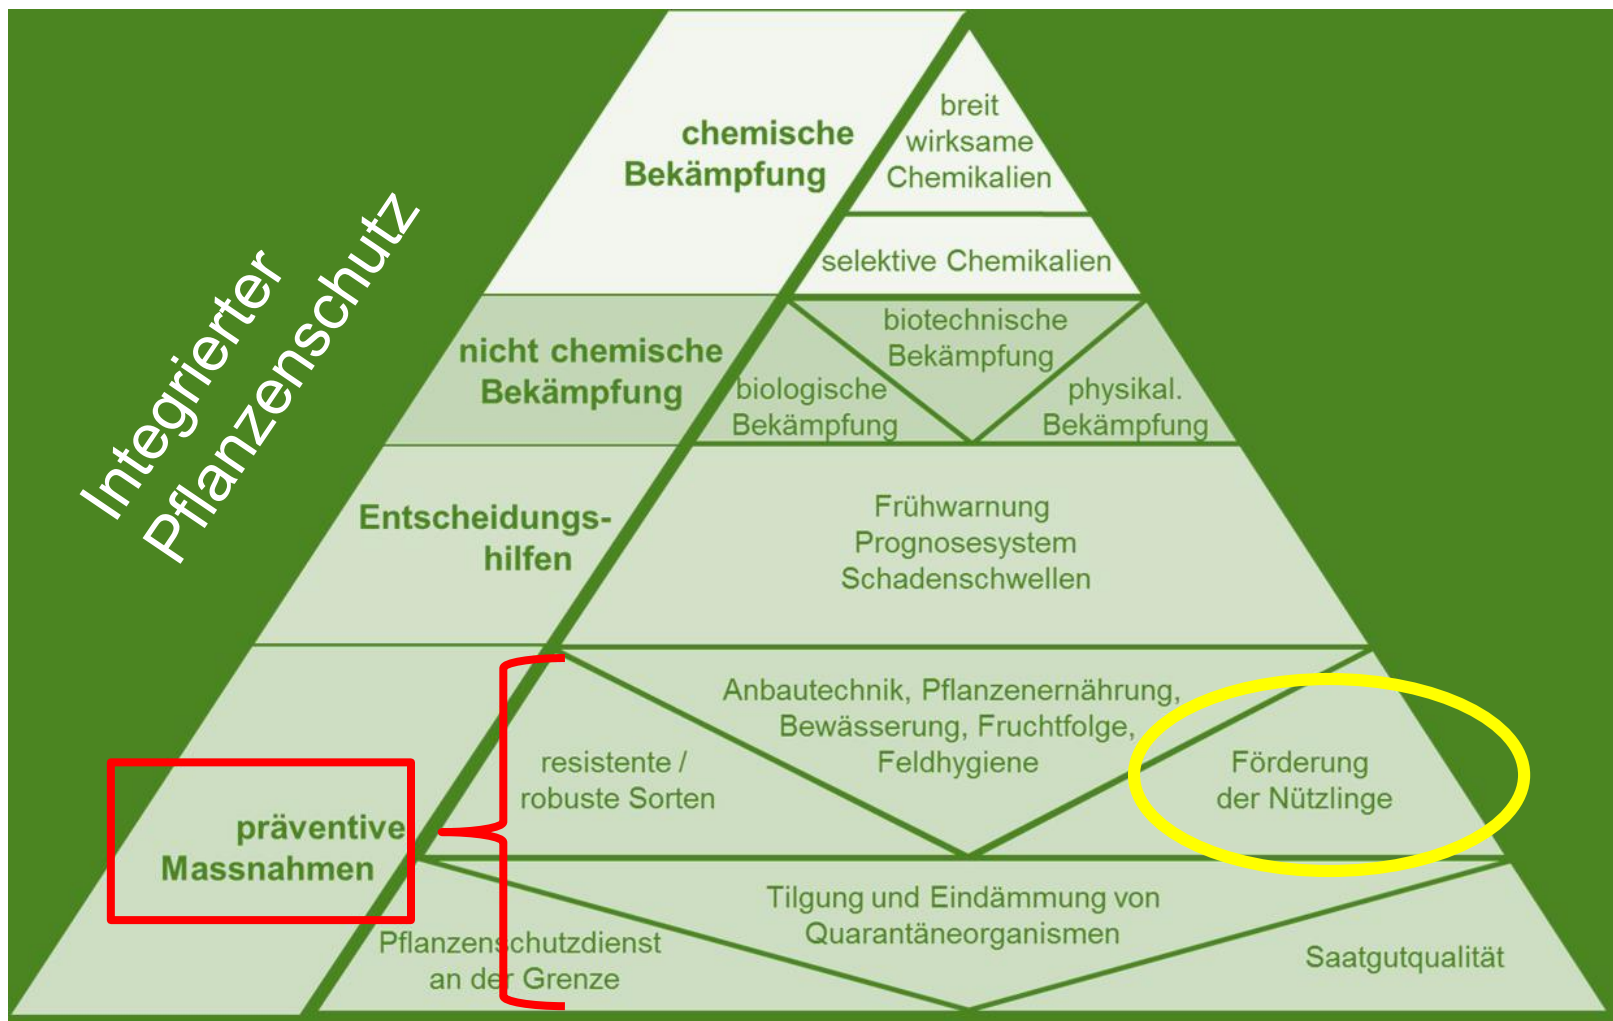 Integrierter
Pflanzenschutz
chemische
Bekämpfung
breit
wirksame
Chemikalien
selektive Chemikalien
nicht chemische
Bekämpfung
biotechnische
Bekämpfung
biologische
Bekämpfung
physikal.
Bekämpfung
Entscheidungs-
hilfen
Frühwarnung
Prognosesystem
Schadenschwellen
präventive
Massnahmen
resistente /
robuste Sorten
Anbautechnik, Pflanzenernährung,
Bewässerung, Fruchtfolge,
Feldhygiene
Förderung
der Nützlinge
Pflanzenschutzdienst
an der Grenze
Tilgung und Eindämmung von
Quarantäneorganismen
Saatgutqualität